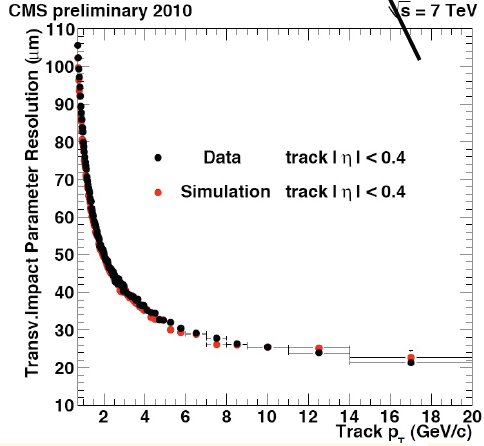 CMS preliminary 2010 √s = 7 TeV
Transv.Impact Parameter Resolution (μm)
110
100
90
80
70
60
50
40
30
20
10
Data track | η | < 0.4
Simulation track | η | < 0.4
2 4 6 8 10 12 14 16 18 20
Track p_T (GeV/c)